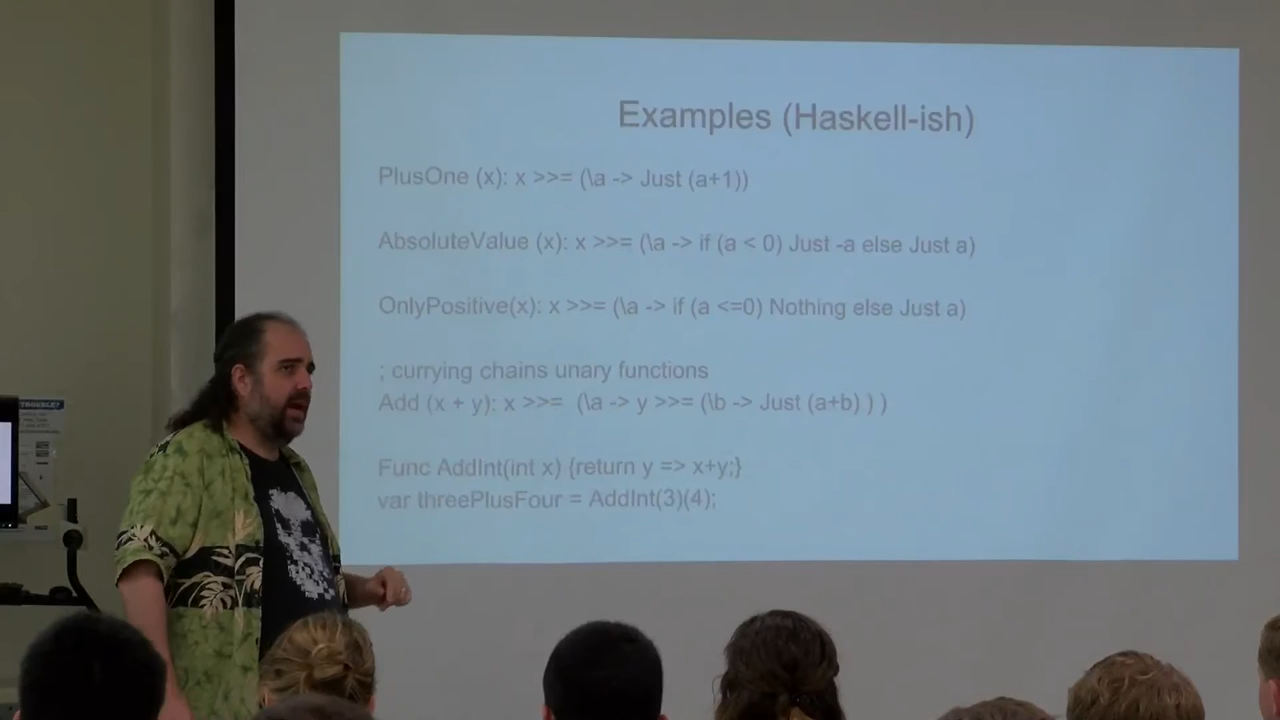 Examples (Haskell-ish)
PlusOne (x): x >>= (\a -> Just (a+1))
AbsoluteValue (x): x >>= (\a -> if (a < 0) Just -a else Just a)
OnlyPositive(x): x >>= (\a -> if (a <=0) Nothing else Just a)
; currying chains unary functions
Add (x + y): x >>=  (\a -> y >>= (\b -> Just (a+b) ) )
Func AddInt(int x) {return y => x+y;}
var threePlusFour = AddInt(3)(4);
TROUBLE?